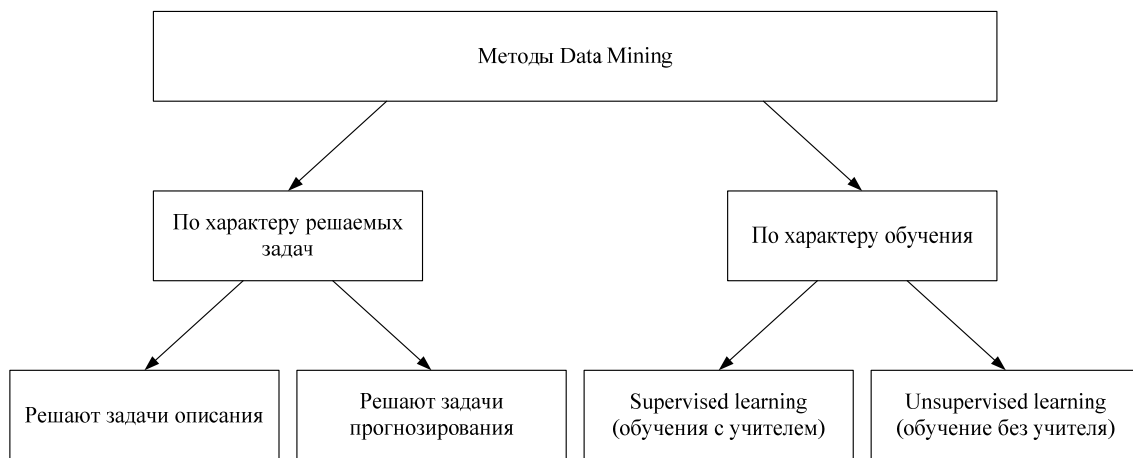 Методы Data Mining
По характеру решаемых
задач
По характеру обучения
Решают задачи описания
Решают задачи
прогнозирования
Supervised learning
(обучения с учителем)
Unsupervised learning
(обучение без учителя)